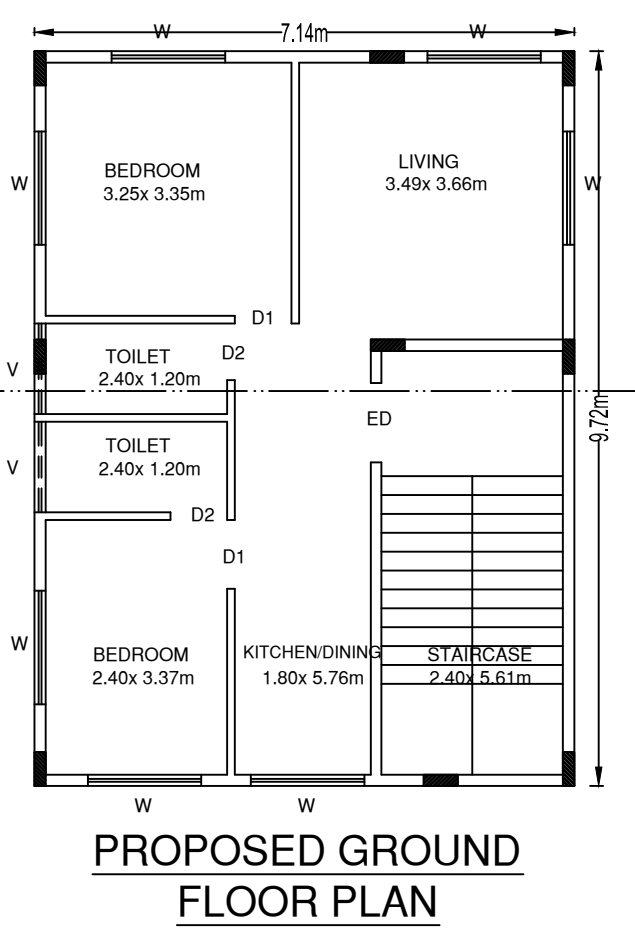 W
7.14m
W
BEDROOM
3.25x 3.35m
LIVING
3.49x 3.66m
W
W
D1
TOILET
2.40x 1.20m
D2
V
9.72m
ED
TOILET
2.40x 1.20m
V
D2
D1
W
BEDROOM
2.40x 3.37m
KITCHEN/DINING
1.80x 5.76m
STAIRCASE
2.40x 5.61m
W
W
PROPOSED GROUND
FLOOR PLAN